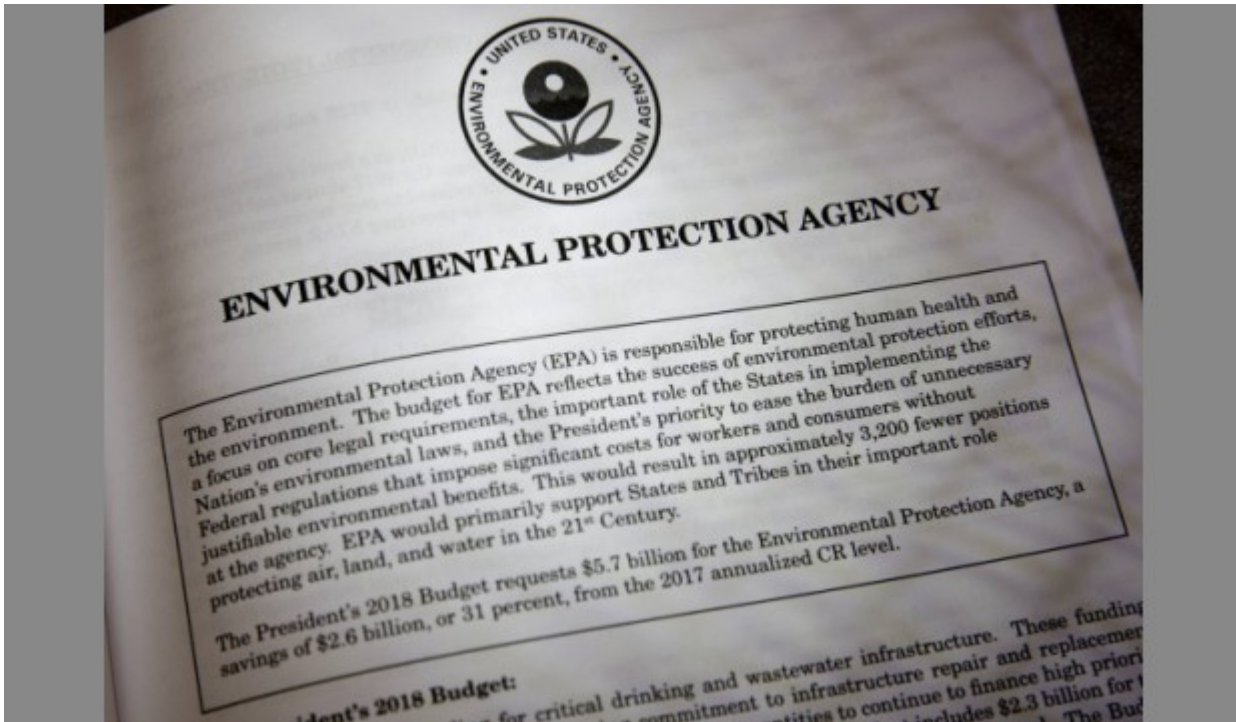 UNITED STATES
ENVIRONMENTAL PROTECTION AGENCY
ENVIRONMENTAL PROTECTION AGENCY
The Environmental Protection Agency (EPA) is responsible for protecting human health and
the environment. The budget for EPA reflects the success of environmental protection efforts,
a focus on core legal requirements, the important role of the States in implementing the
Nation's environmental laws, and the President's priority to ease the burden of unnecessary
Federal regulations that impose significant costs for workers and consumers without
justifiable environmental benefits. This would result in approximately 3,200 fewer positions
at the agency. EPA would primarily support States and Tribes in their important role
protecting air, land, and water in the 21st Century.
The President's 2018 Budget requests $5.7 billion for the Environmental Protection Agency, a
savings of $2.6 billion, or 31 percent, from the 2017 annualized CR level.
2018 Budget:
for critical drinking and wastewater infrastructure. These funding
commitment to infrastructure repair and
to continue to finance high
includes $2.3 billion for
The